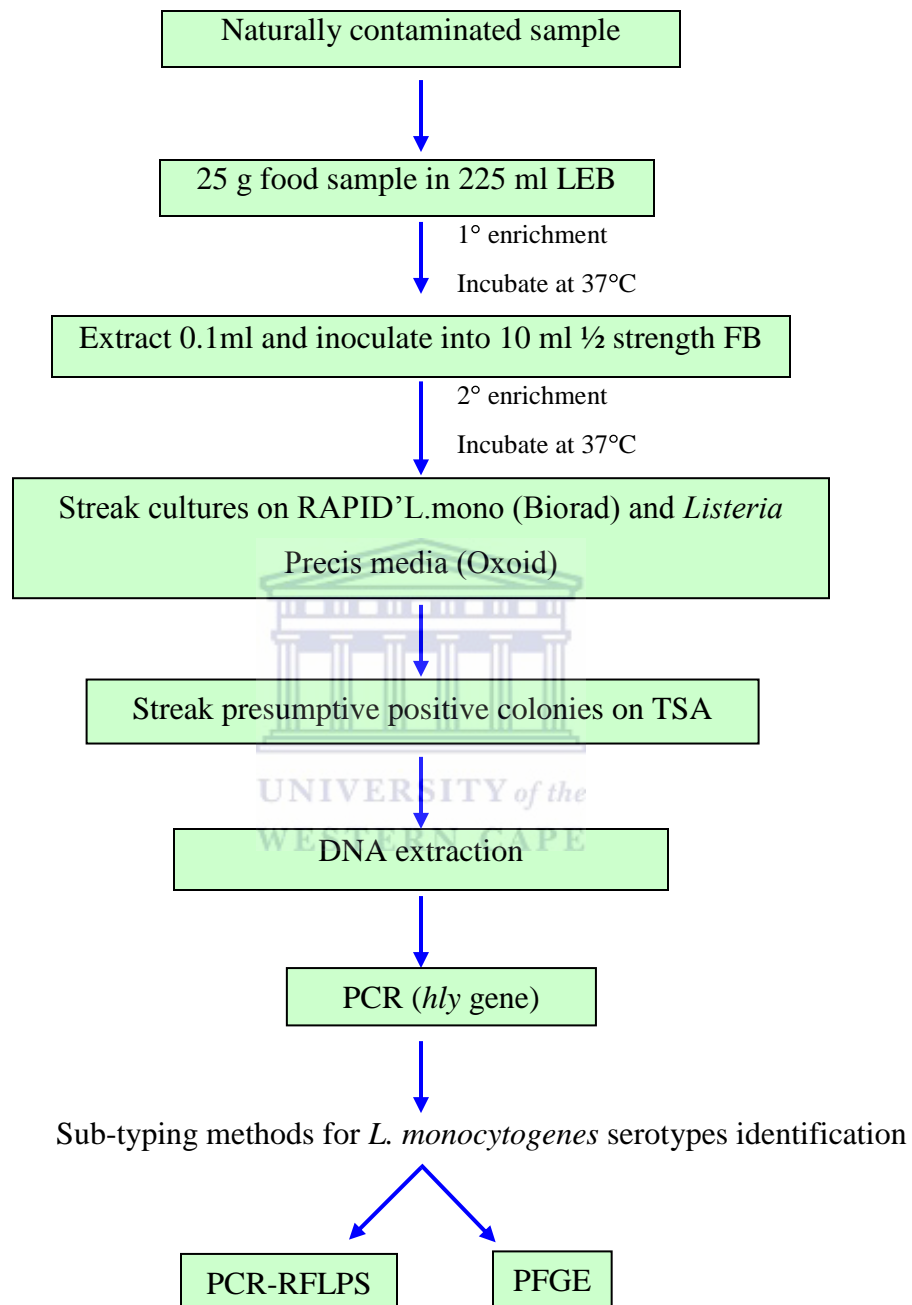 Naturally contaminated sample
25 g food sample in 225 ml LEB
1° enrichment
Incubate at 37°C
Extract 0.1ml and inoculate into 10 ml ½ strength FB
2° enrichment
Incubate at 37°C
Streak cultures on RAPID’L.mono (Biorad) and Listeria
Precis media (Oxoid)
Streak presumptive positive colonies on TSA
UNIVERSITY of the
WESTERN CAPE
DNA extraction
PCR (hly gene)
Sub-typing methods for L. monocytogenes serotypes identification
PCR-RFLPS
PFGE